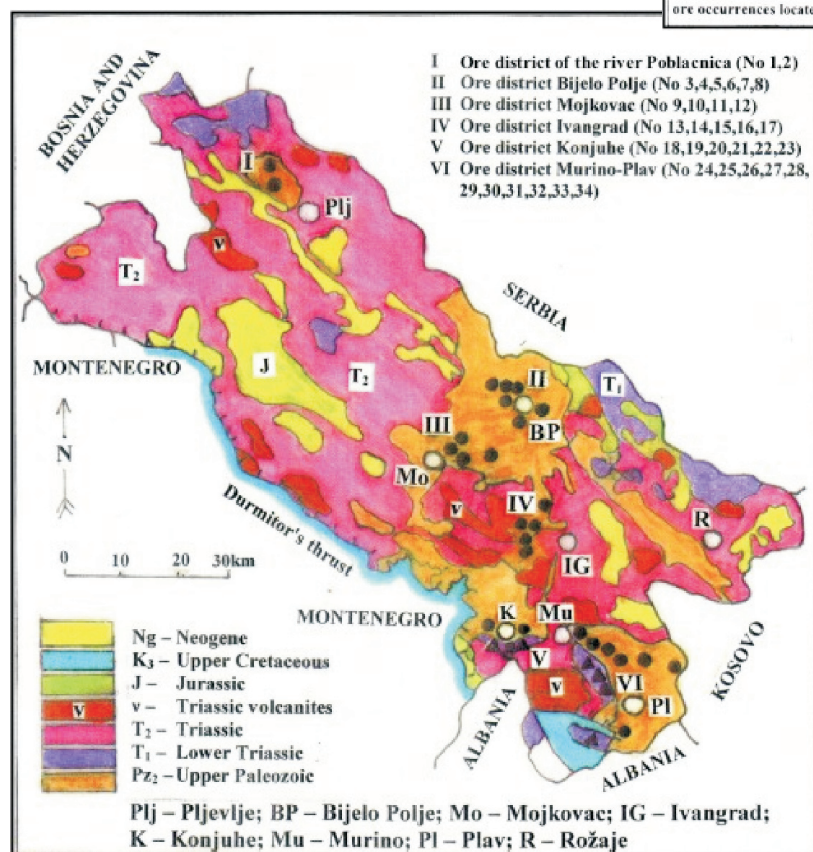 ore occurrences locate
I Ore district of the river Poblacnica (No 1,2)
II Ore district Bijelo Polje (No 3,4,5,6,7,8)
III Ore district Mojkovac (No 9,10,11,12)
IV Ore district Ivangrad (No 13,14,15,16,17)
V Ore district Konjuhe (No 18,19,20,21,22,23)
VI Ore district Murino-Plav (No 24,25,26,27,28,
29,30,31,32,33,34)
BOSNIA AND
HERZEGOVINA
I
Plj
v
T₂
SERBIA
MONTENEGRO
J
T₂
II
T₁
BP
III
Mo
N
v
IV
R
IG
Durmitor's thrust
0 10 20 30km
MONTENEGRO
K
Mu
V
VI
v
Pl
KOSOVO
ALBANIA
ALBANIA
Ng – Neogene
K₃ – Upper Cretaceous
J – Jurassic
v
v – Triassic volcanites
T₂ – Triassic
T₁ – Lower Triassic
Pz₂ – Upper Paleozoic
Plj – Pljevlje; BP – Bijelo Polje; Mo – Mojkovac; IG – Ivangrad;
K – Konjuhe; Mu – Murino; Pl – Plav; R – Rožaje